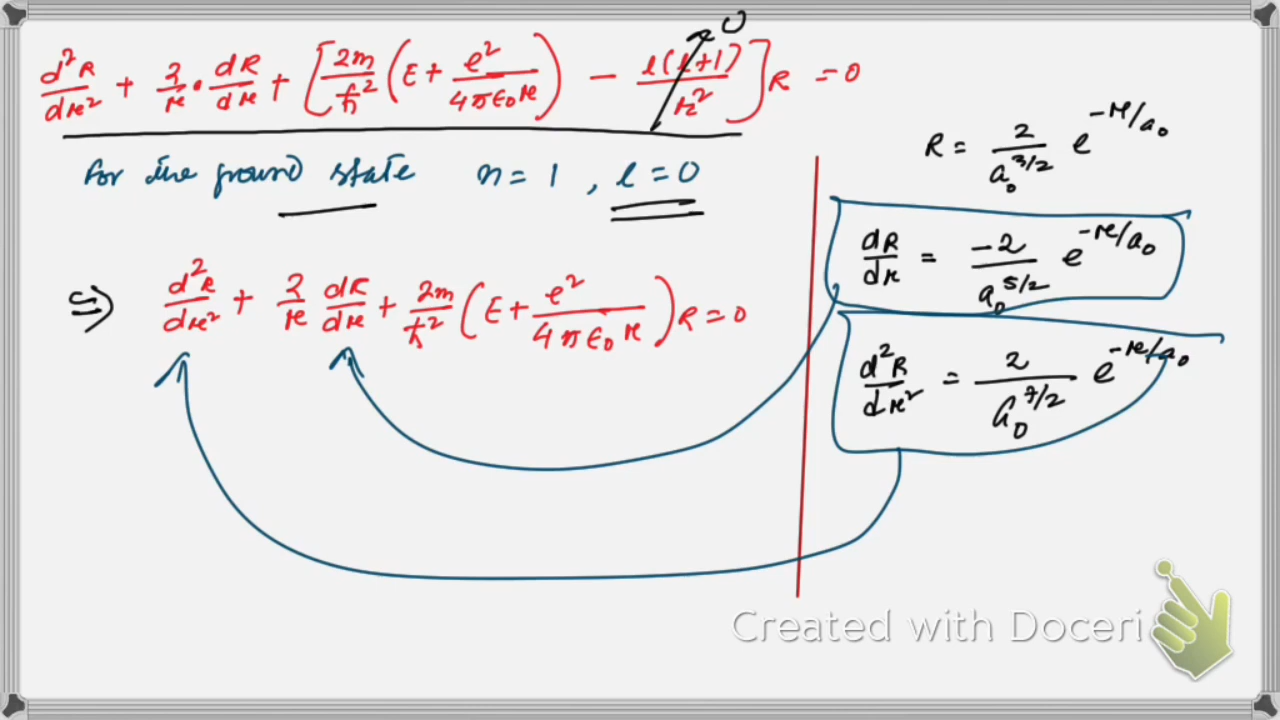 d²R/dr² + 2/r · dR/dr + [2m/ħ² (E + e²/4πε₀r) − l(l+1)/r²] R = 0
0
for the ground state n = 1 , l = 0
R = 2/a₀^3/2 e^−r/a₀
dR/dr = −2/a₀^5/2 e^−r/a₀
⇒ d²R/dr² + 2/r dR/dr + 2m/ħ² (E + e²/4πε₀r) R = 0
d²R/dr² = 2/a₀^7/2 e^−r/a₀
Created with Doceri